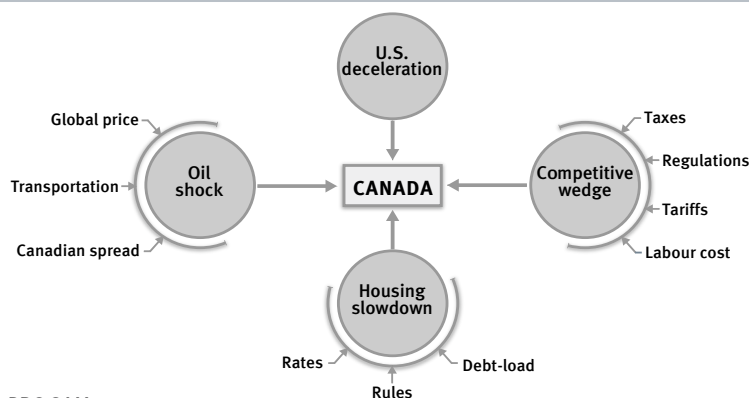 U.S.
deceleration
Global price
Transportation
Canadian spread
Oil
shock
CANADA
Competitive
wedge
Taxes
Regulations
Tariffs
Labour cost
Housing
slowdown
Rates
Rules
Debt-load